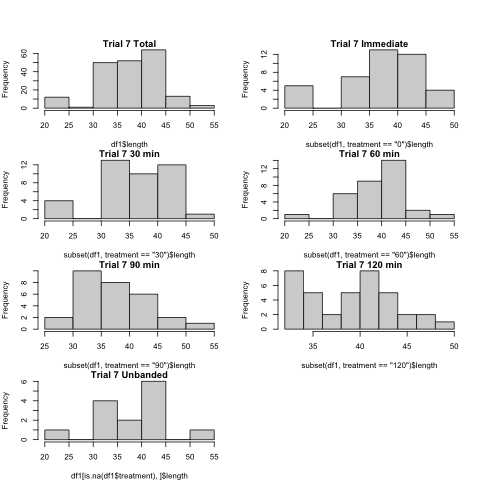 Trial 7 Total
Frequency
0 20 40 60
20 25 30 35 40 45 50 55
df1$length
Trial 7 Immediate
Frequency
0 4 8 12
20 25 30 35 40 45 50
subset(df1, treatment == "0")$length
Trial 7 30 min
Frequency
0 4 8 12
20 25 30 35 40 45 50
subset(df1, treatment == "30")$length
Trial 7 60 min
Frequency
0 4 8 12
20 25 30 35 40 45 50 55
subset(df1, treatment == "60")$length
Trial 7 90 min
Frequency
0 2 4 6 8
25 30 35 40 45 50 55
subset(df1, treatment == "90")$length
Trial 7 120 min
Frequency
0 2 4 6 8
35 40 45 50
subset(df1, treatment == "120")$length
Trial 7 Unbanded
Frequency
0 2 4 6
20 25 30 35 40 45 50 55
df1[is.na(df1$treatment), ]$length